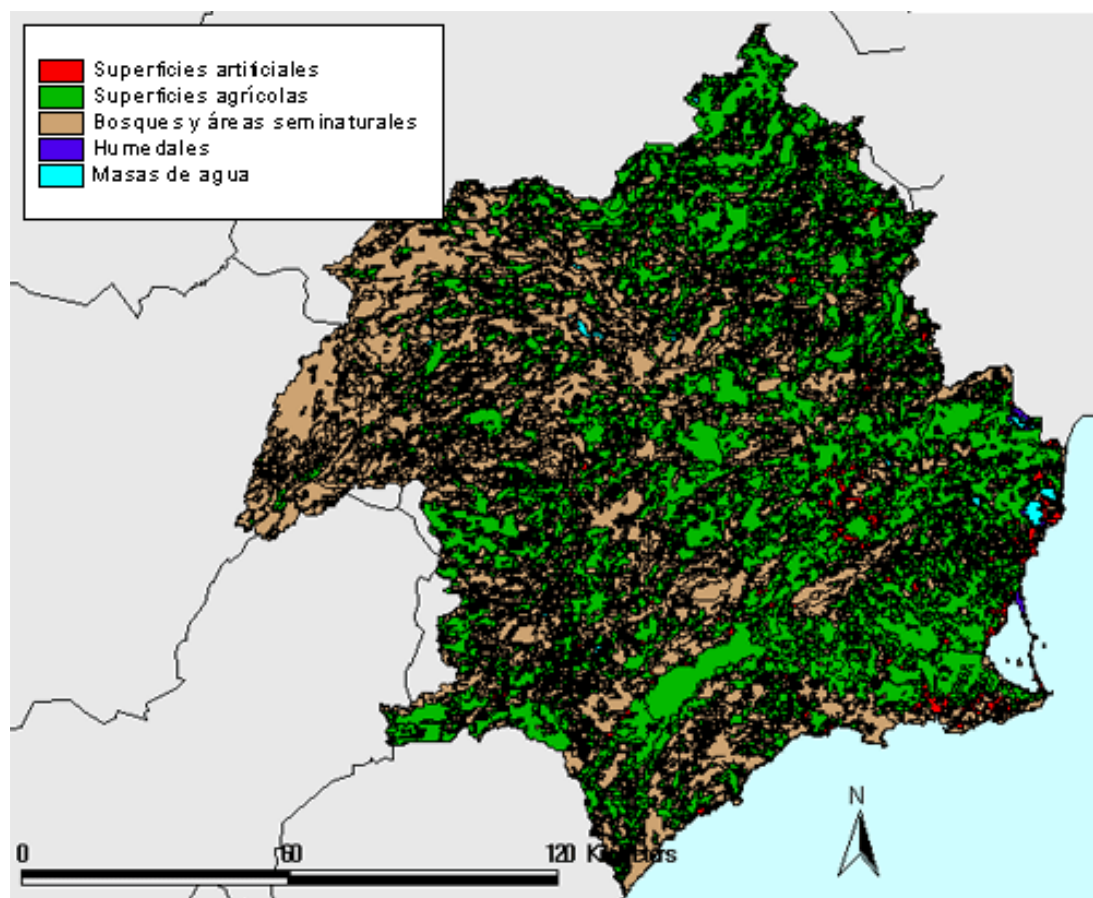 Superficies artificiales
Superficies agrícolas
Bosques y áreas seminaturales
Humedales
Masas de agua
N
0 60 120